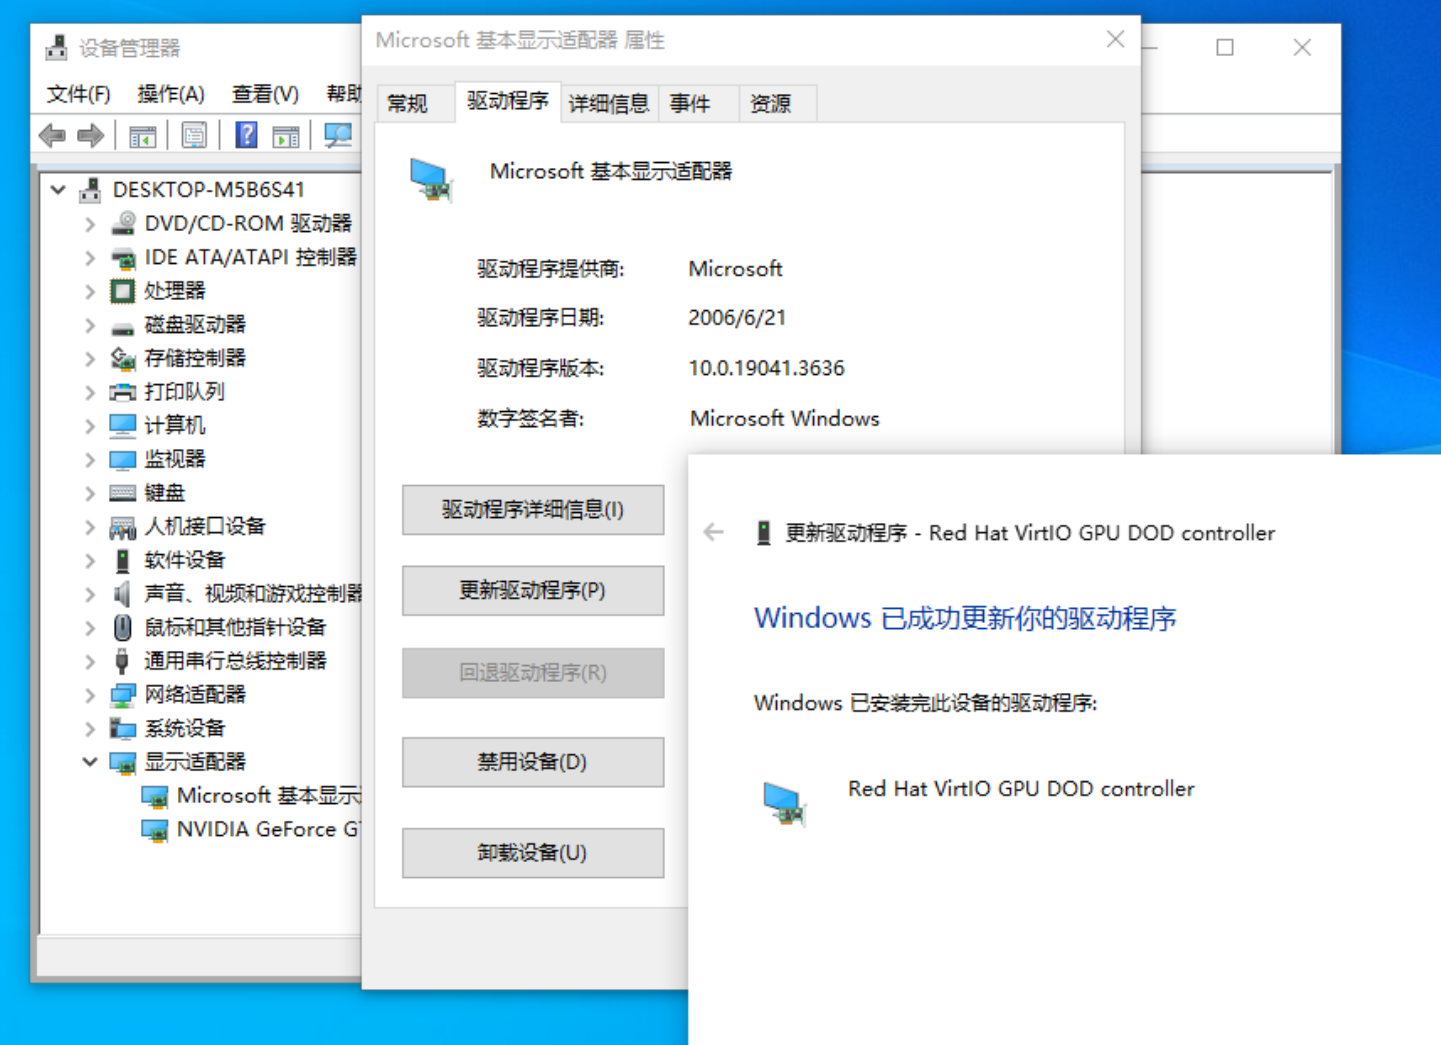 设备管理器
文件(F) 操作(A) 查看(V) 帮助
DESKTOP-M5B6S41
DVD/CD-ROM 驱动器
IDE ATA/ATAPI 控制器
处理器
磁盘驱动器
存储控制器
打印队列
计算机
监视器
键盘
人机接口设备
软件设备
声音、视频和游戏控制器
鼠标和其他指针设备
通用串行总线控制器
网络适配器
系统设备
显示适配器
Microsoft 基本显示
NVIDIA GeForce G
Microsoft 基本显示适配器 属性
常规 驱动程序 详细信息 事件 资源
Microsoft 基本显示适配器
驱动程序提供商: Microsoft
驱动程序日期: 2006/6/21
驱动程序版本: 10.0.19041.3636
数字签名者: Microsoft Windows
驱动程序详细信息(I)
更新驱动程序(P)
回退驱动程序(R)
禁用设备(D)
卸载设备(U)
更新驱动程序 - Red Hat VirtIO GPU DOD controller
Windows 已成功更新你的驱动程序
Windows 已安装完此设备的驱动程序:
Red Hat VirtIO GPU DOD controller